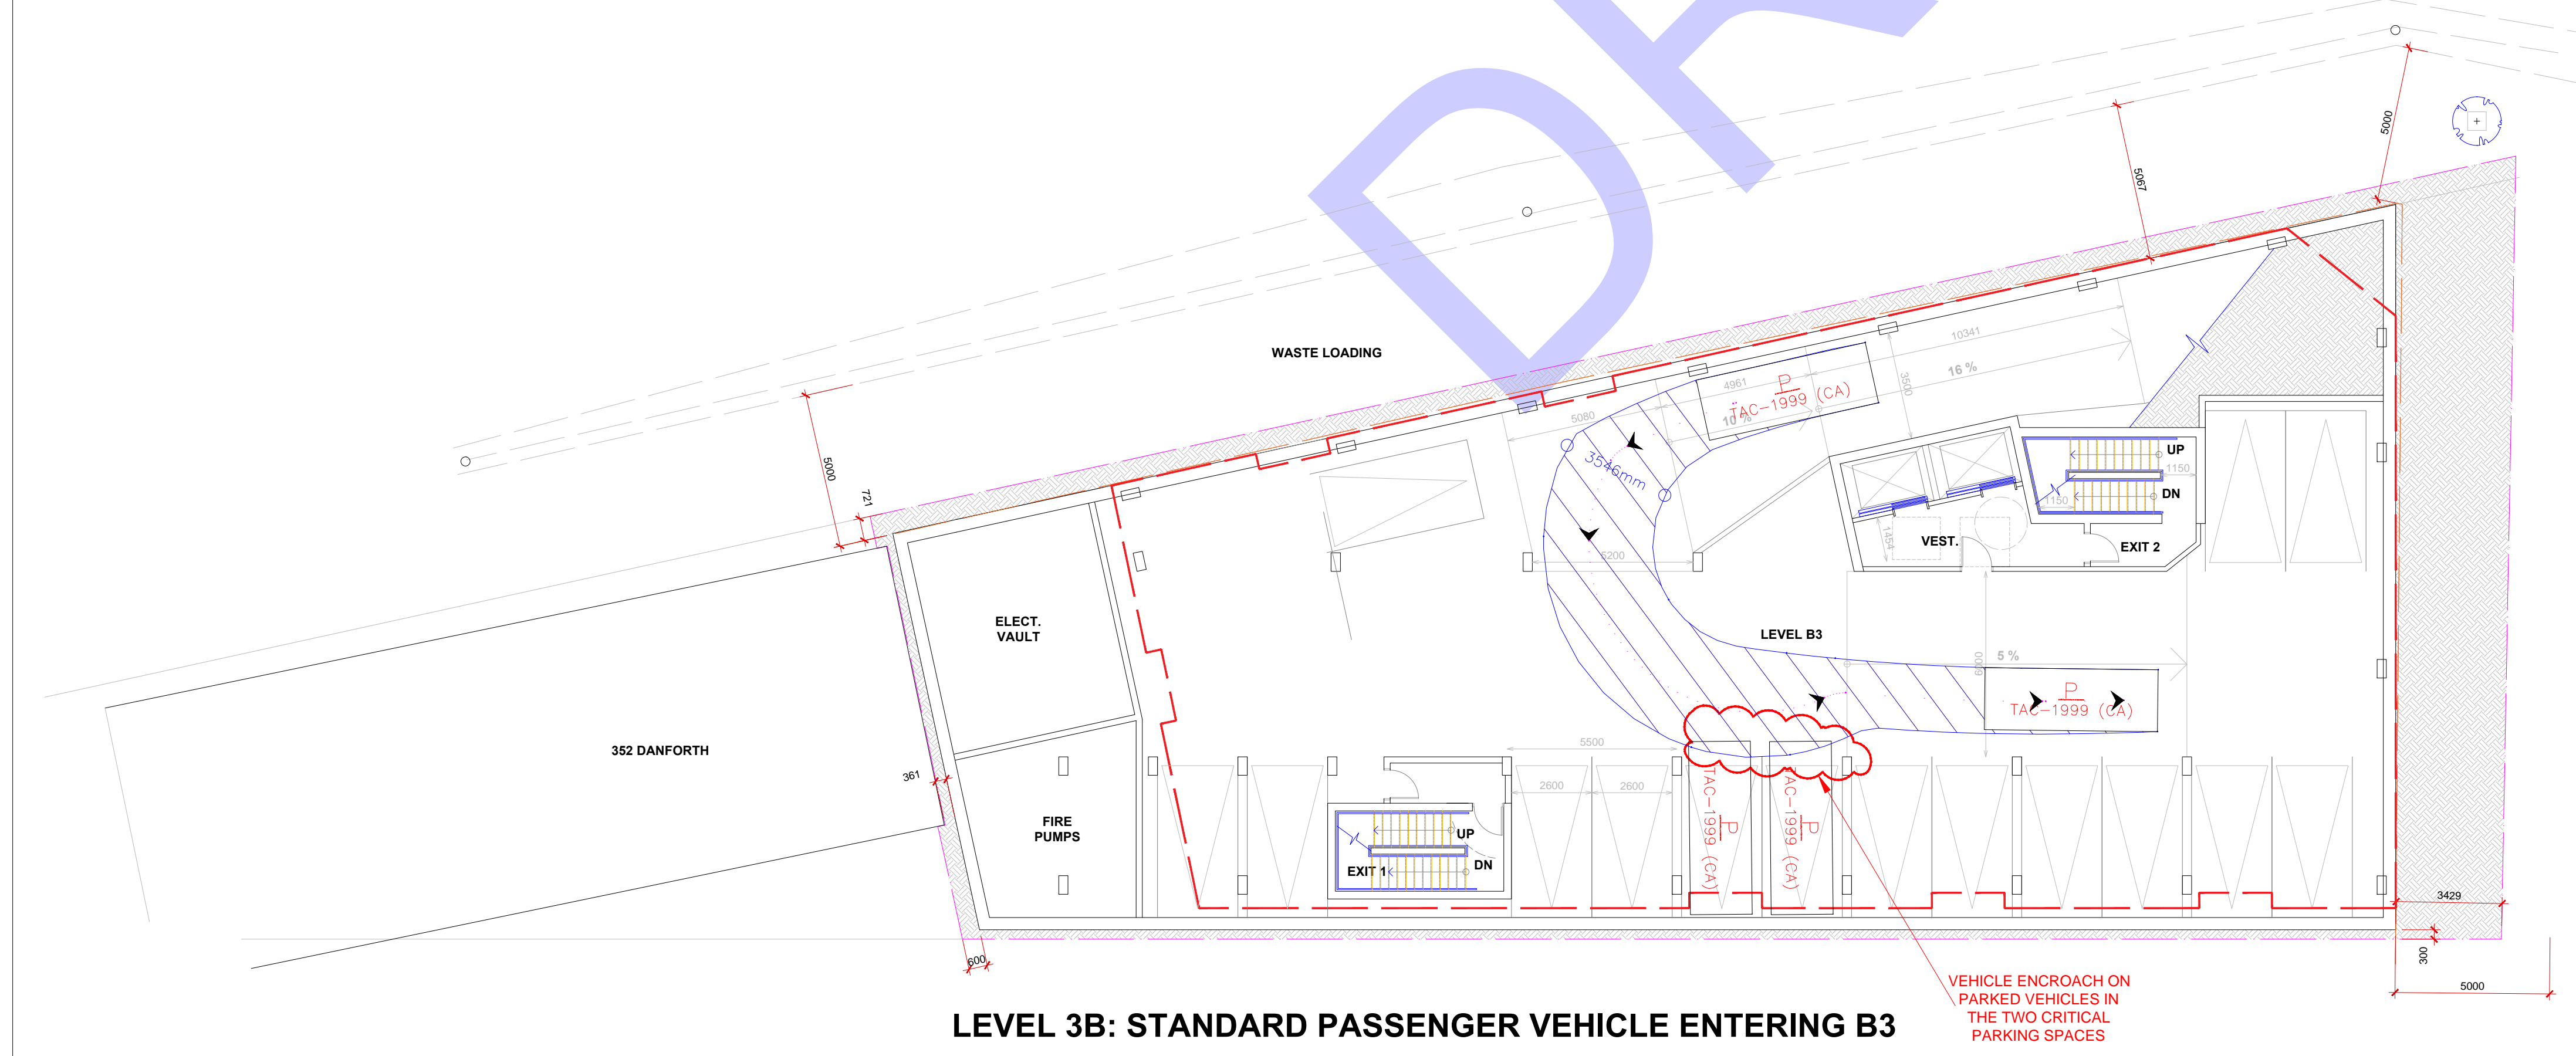 DR
5000
5067
WASTE LOADING
10341
16 %
3500
4961
10 %
P
TAC-1999 (CA)
5080
3546mm
5000
721
UP
1150
DN
1150
VEST.
1454
EXIT 2
5200
ELECT.
VAULT
LEVEL B3
5 %
6000
P
TAC-1999 (CA)
352 DANFORTH
361
5500
2600
2600
P
TAC-1999 (CA)
P
TAC-1999 (CA)
FIRE
PUMPS
UP
EXIT 1
DN
3429
300
600
5000
VEHICLE ENCROACH ON
PARKED VEHICLES IN
THE TWO CRITICAL
PARKING SPACES
LEVEL 3B: STANDARD PASSENGER VEHICLE ENTERING B3